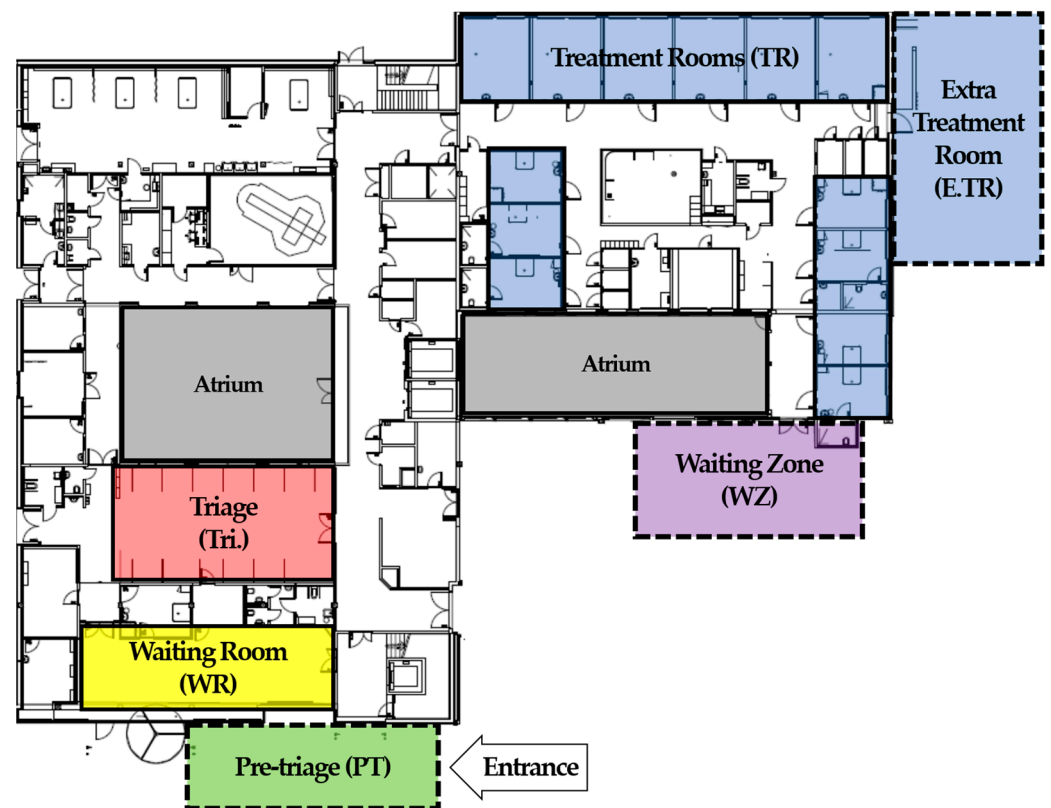 Treatment Rooms (TR)
Extra
Treatment
Room
(E.TR)
Atrium
Atrium
Waiting Zone
(WZ)
Triage
(Tri.)
Waiting Room
(WR)
Pre-triage (PT)
Entrance